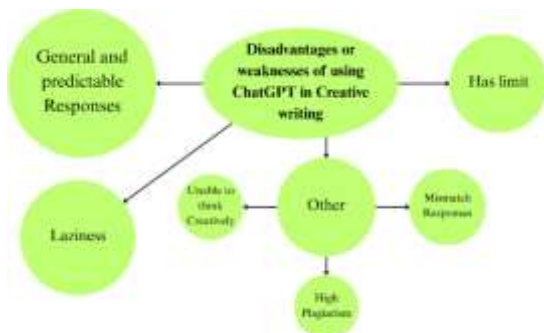 General and
predictable
Responses
Disadvantages or
weaknesses of using
ChatGPT in Creative
writing
Has limit
Laziness
Unable to
think
Creatively
Other
Mismatch
Responses
High
Plagiarism